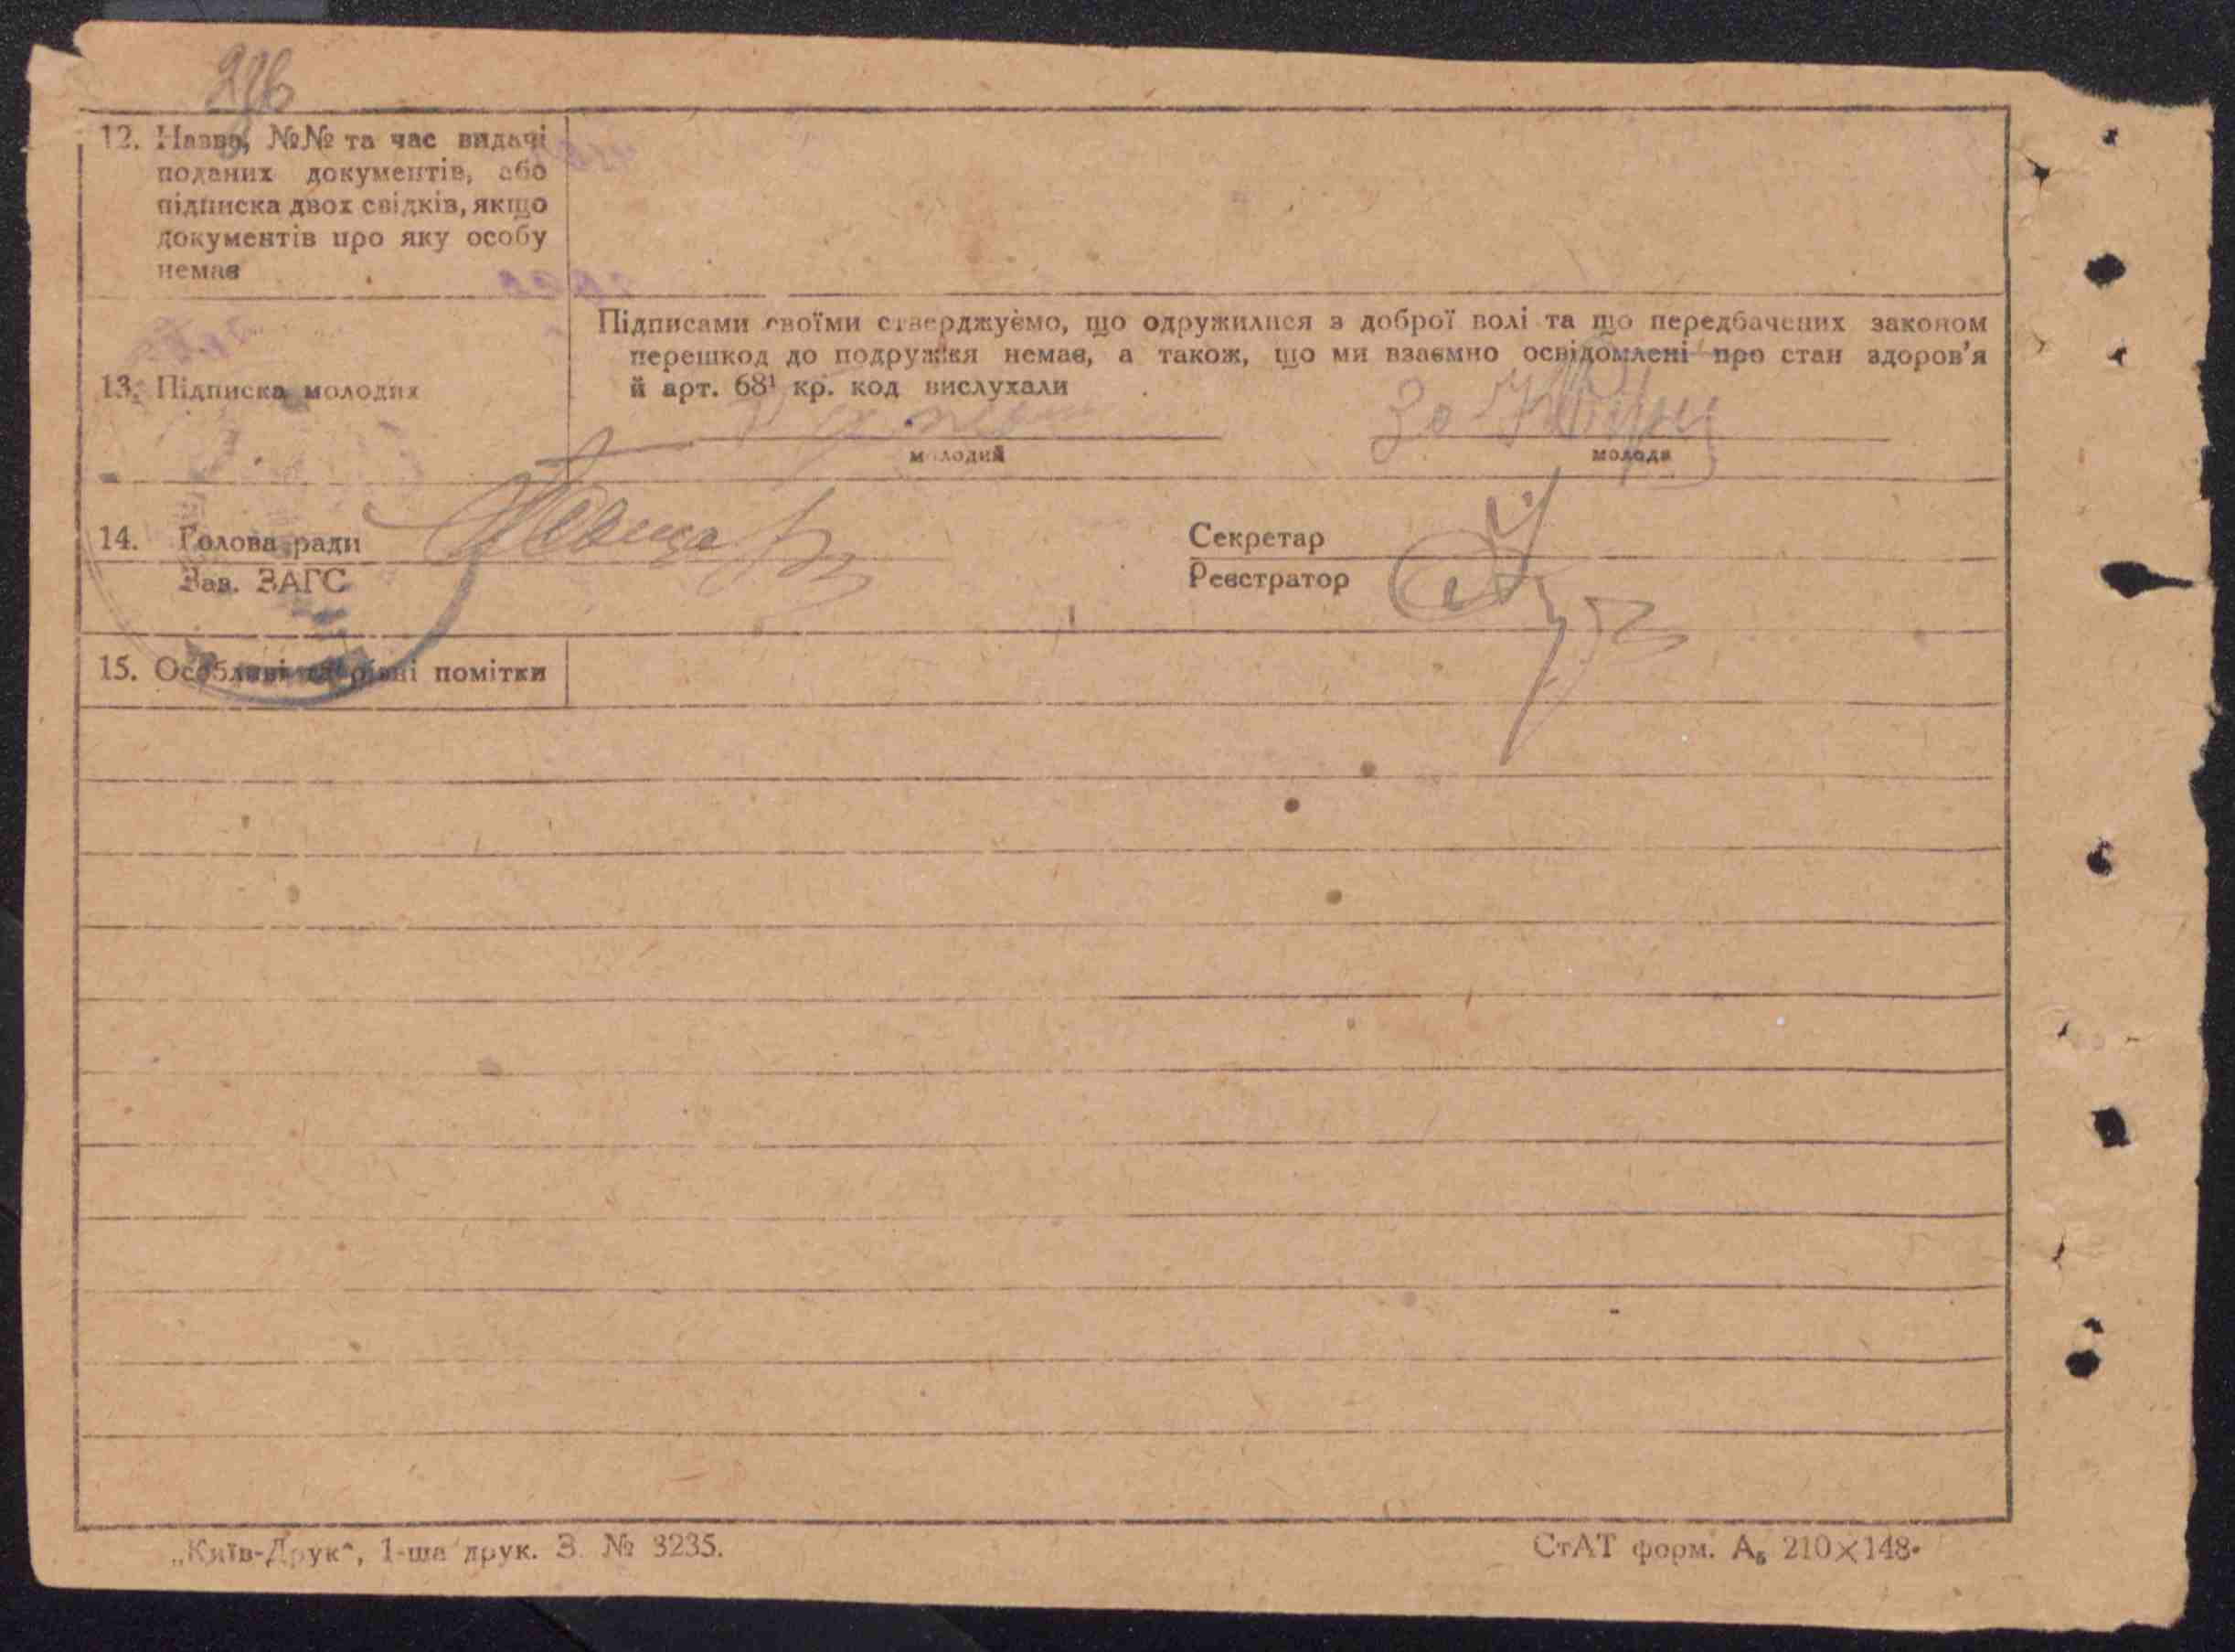 12. Назва, №№ та час видачі
поданих документів, або
підписка двох свідків, якщо
документів про яку особу
немає
Підписами своїми стверджуємо, що одружилися з доброї волі та що передбачених законом
перешкод до подружжя немає, а також, що ми взаємно освідомлені про стан здоров'я
й арт. 68¹ кр. код вислухали
13. Підписка молодих
молодий
молода
14. Голова ради
Секретар
Зав. ЗАГС
Реєстратор
15. Особливі та різні помітки
„Київ-Друк“, 1-ша друк. З. № 3235.
СтАТ форм. А₅ 210×148.